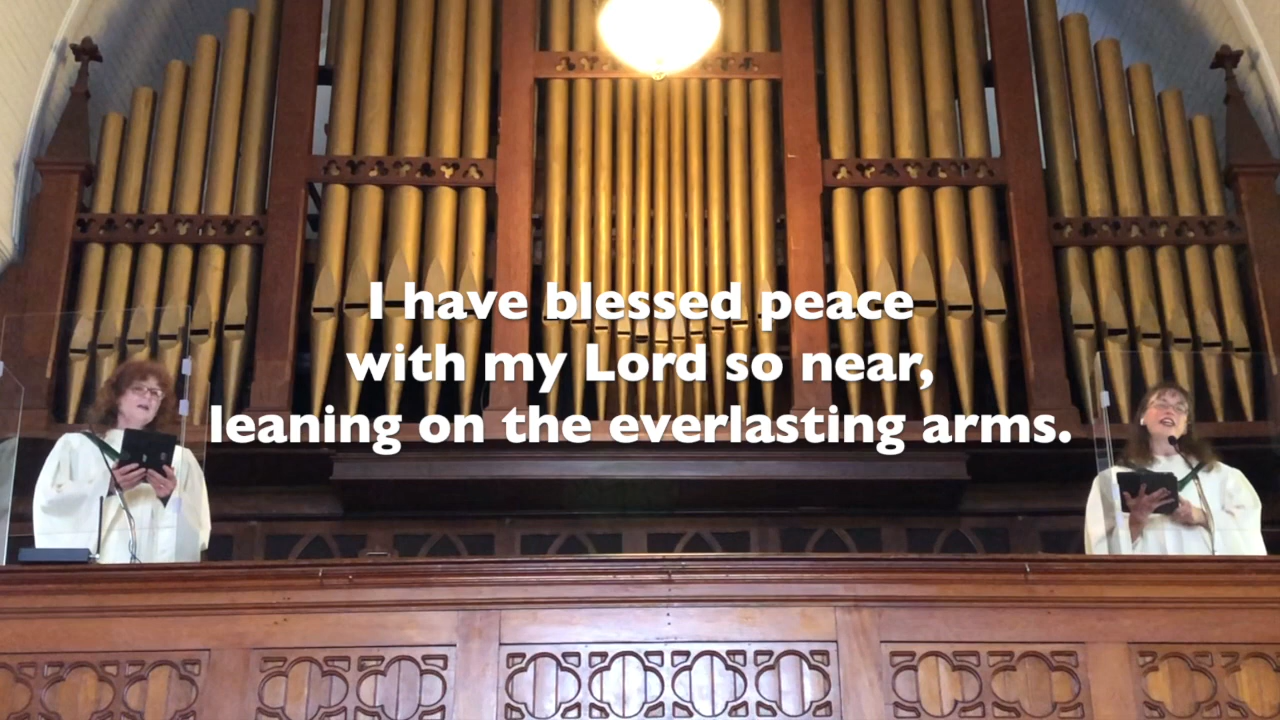 I have blessed peace
with my Lord so near,
leaning on the everlasting arms.